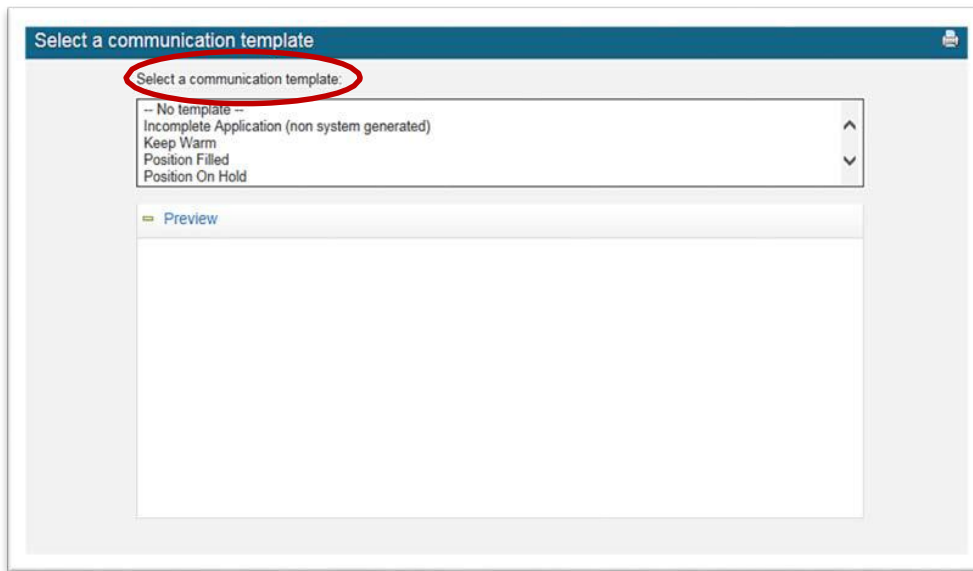 Select a communication template
Select a communication template:
-- No template --
Incomplete Application (non system generated)
Keep Warm
Position Filled
Position On Hold
Preview